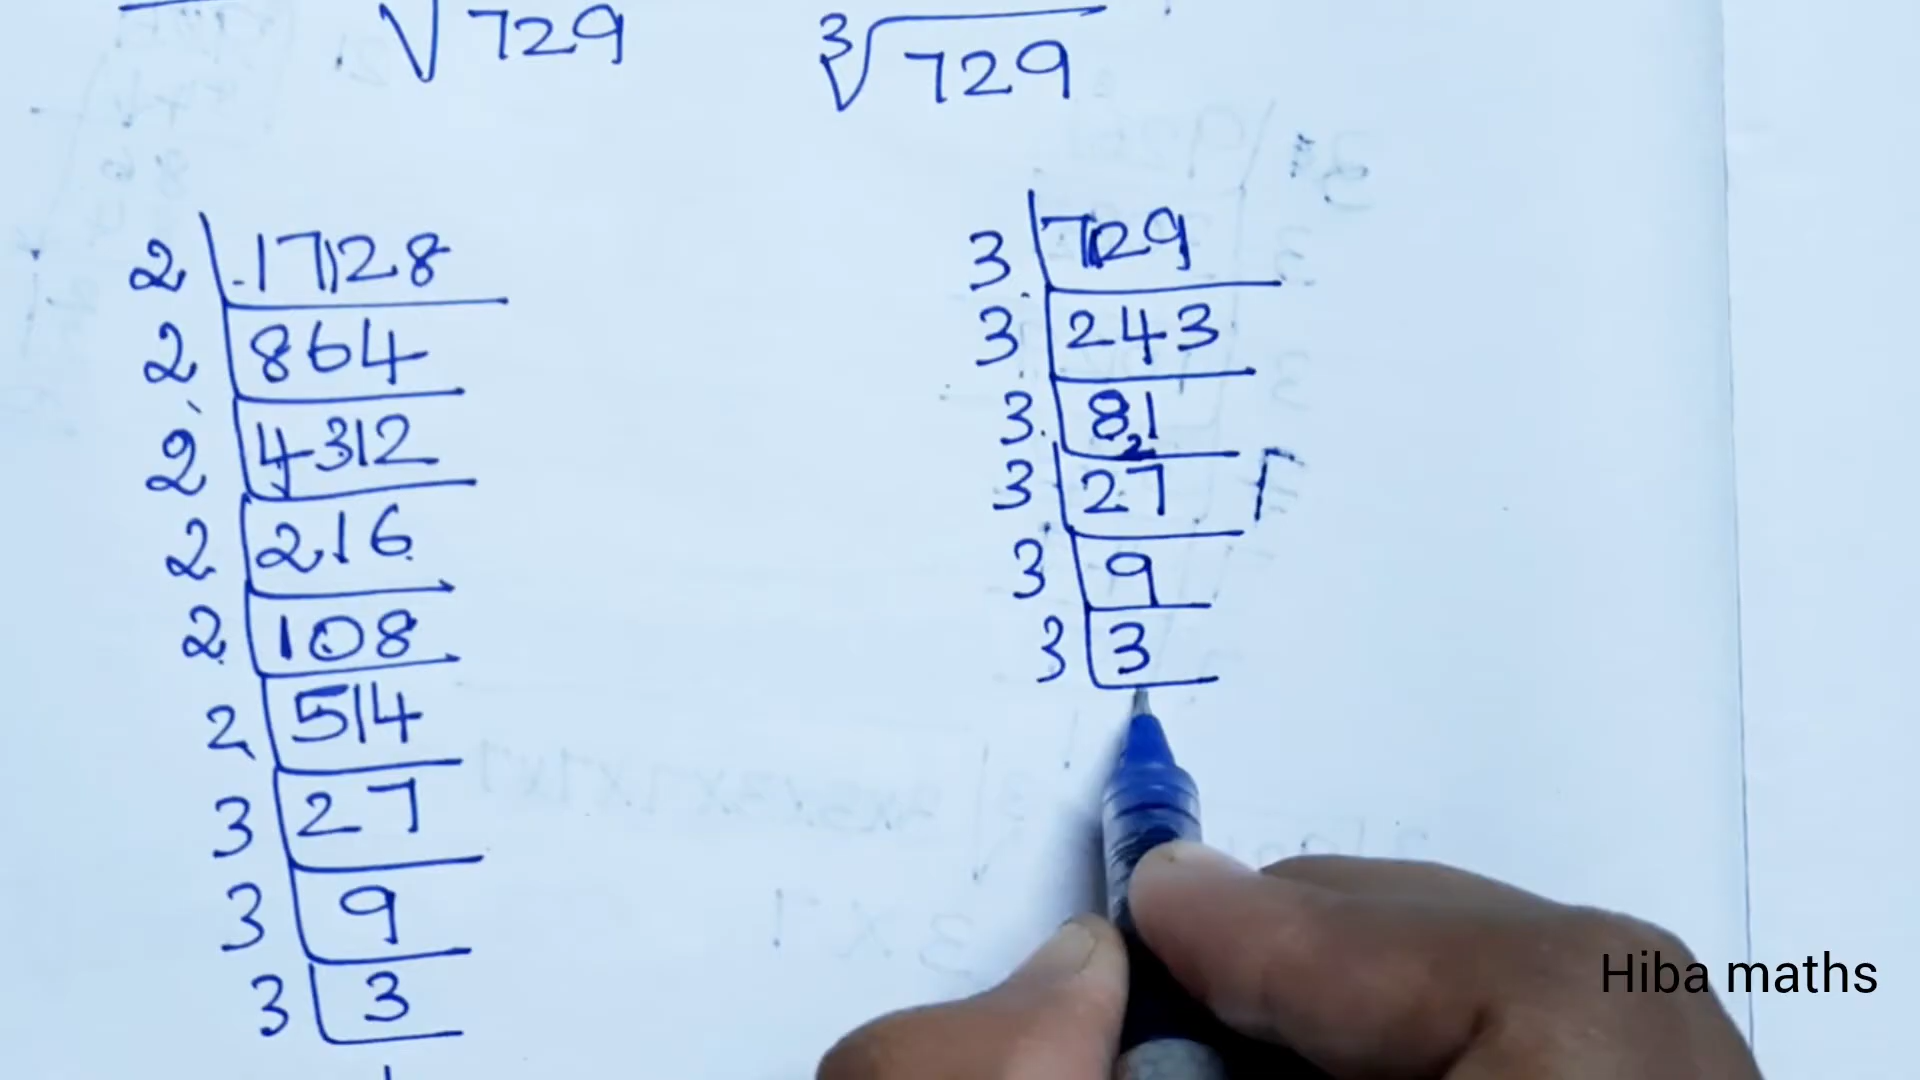 √729
∛729
2 | 1728
2 | 864
2 | 432
2 | 216
2 | 108
2 | 54
3 | 27
3 | 9
3 | 3
1
3 | 729
3 | 243
3 | 81
3 | 27
3 | 9
3 | 3
Hiba maths